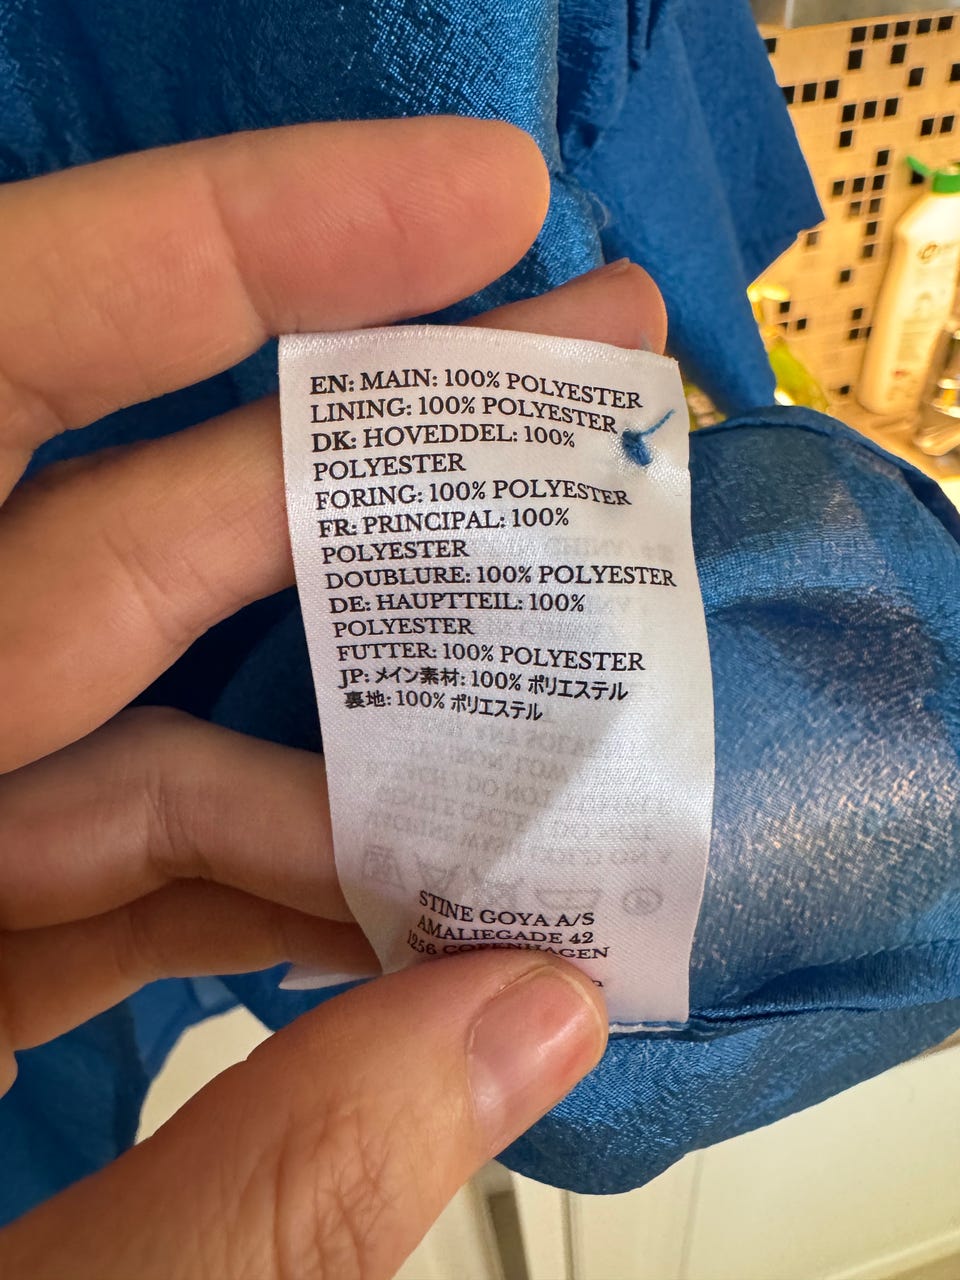 EN: MAIN: 100% POLYESTER
LINING: 100% POLYESTER
DK: HOVEDDEL: 100%
POLYESTER
FORING: 100% POLYESTER
FR: PRINCIPAL: 100%
POLYESTER
DOUBLURE: 100% POLYESTER
DE: HAUPTTEIL: 100%
POLYESTER
FUTTER: 100% POLYESTER
JP: メイン素材: 100% ポリエステル
裏地: 100% ポリエステル
STINE GOYA A/S
AMALIEGADE 42
1256 COPENHAGEN